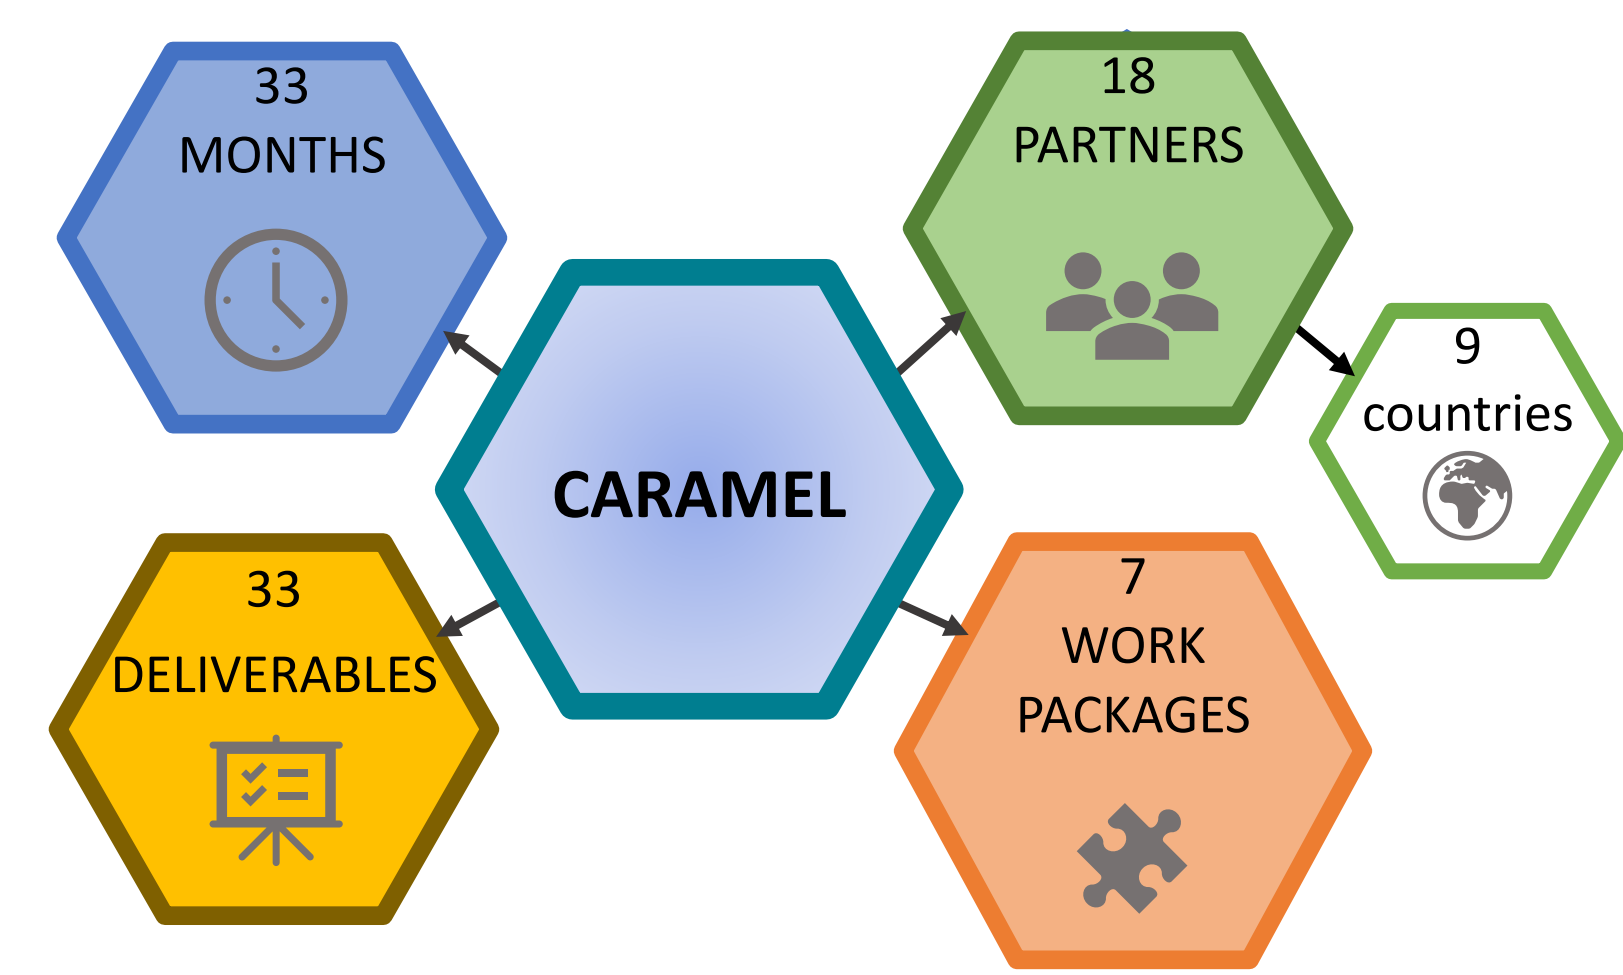 33
MONTHS
18
PARTNERS
9
countries
CARAMEL
33
DELIVERABLES
7
WORK
PACKAGES